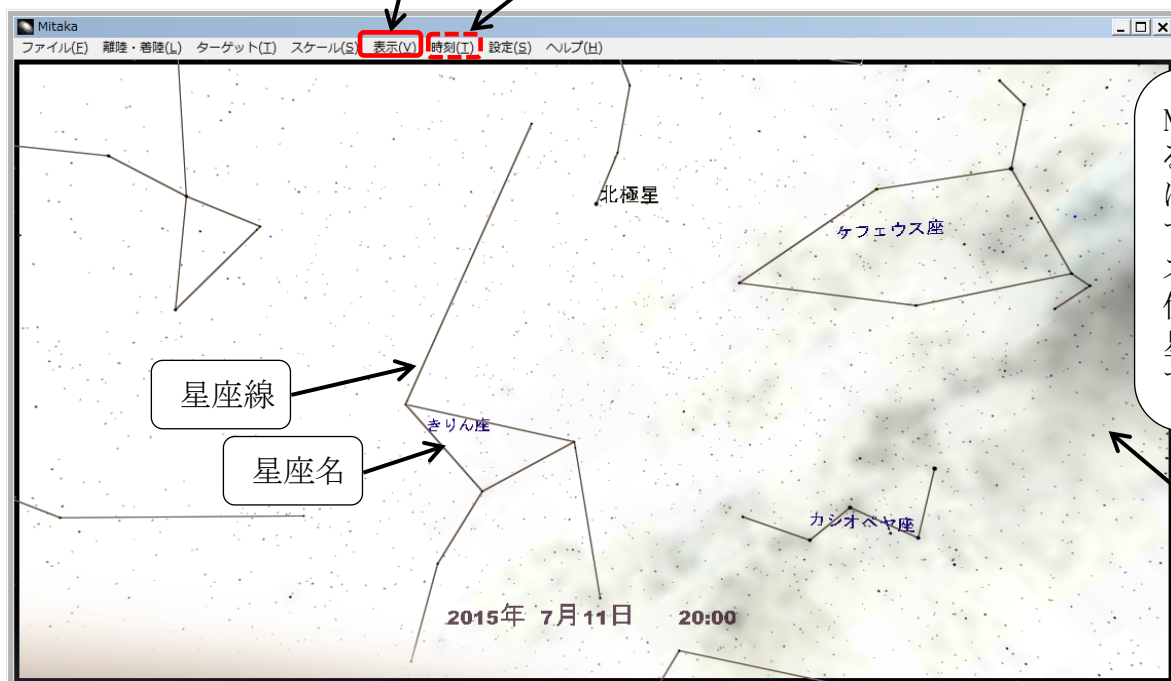 Mitaka
ファイル(F) 離陸・着陸(L) ターゲット(T) スケール(S) 表示(V) 時刻(T) 設定(S) ヘルプ(H)
北極星
ケフェウス座
星座線
きりん座
星座名
カシオペヤ座
2015年 7月11日 20:00